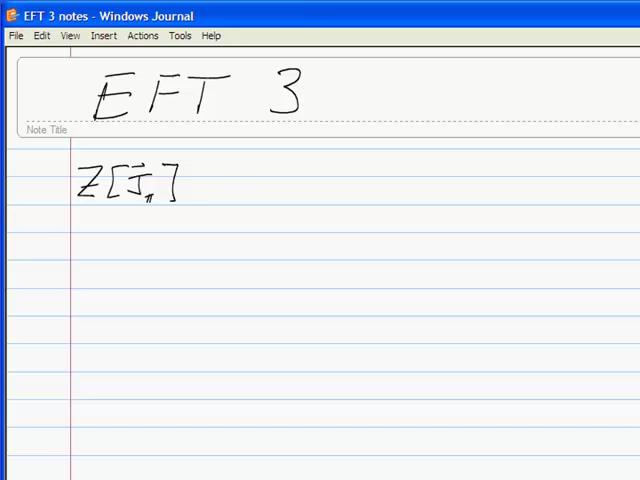 EFT 3 notes - Windows Journal
File Edit View Insert Actions Tools Help
EFT 3
Note Title
Z[J⃗π]